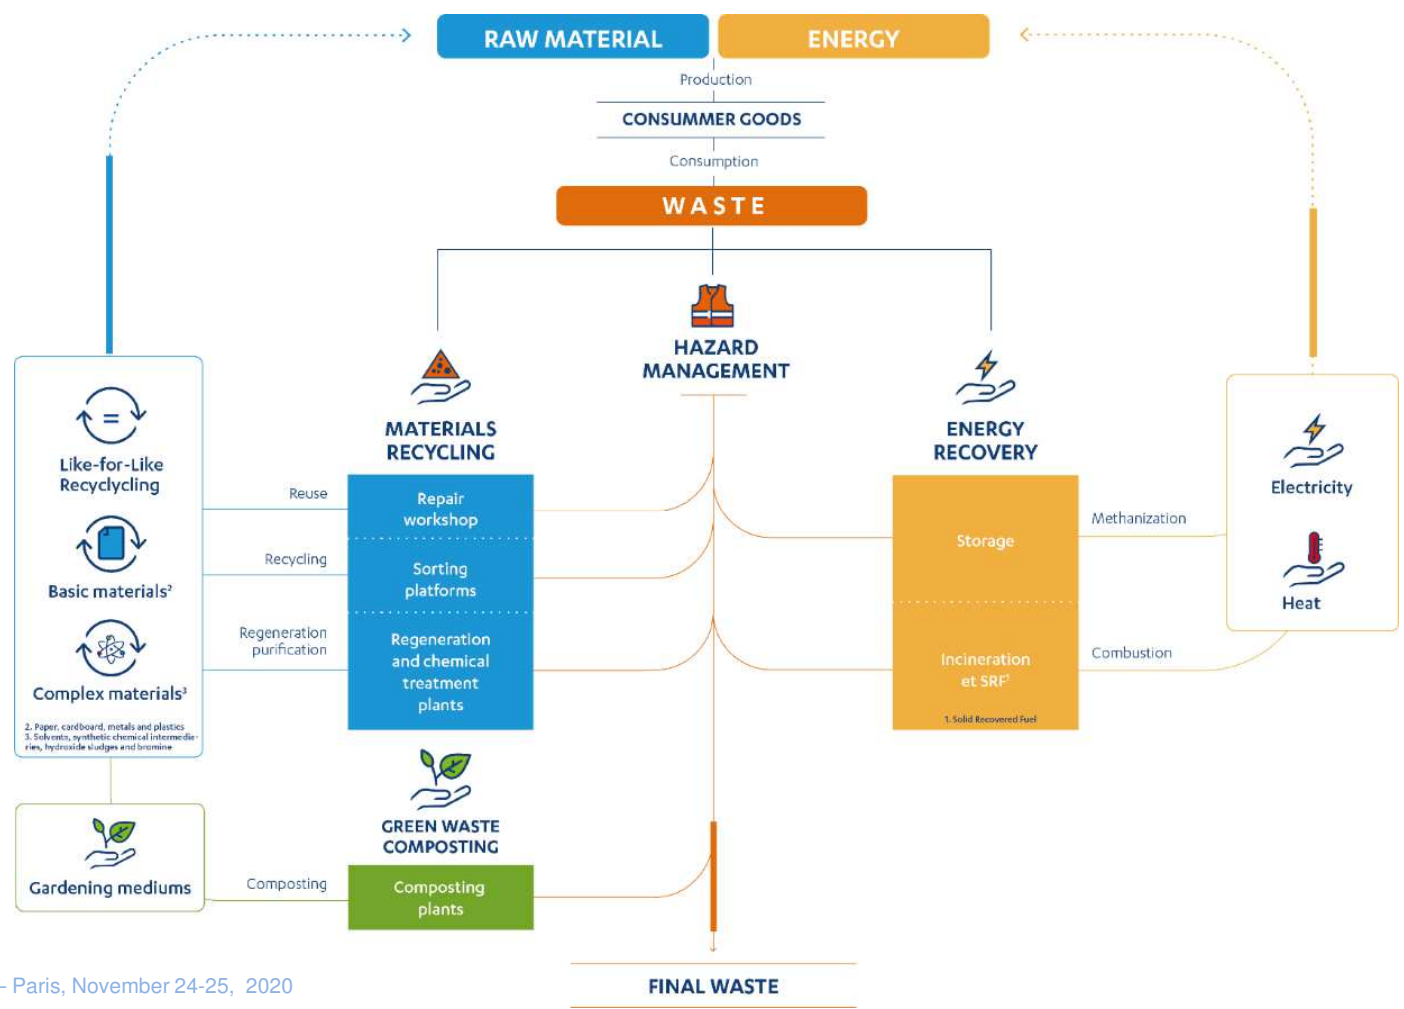 RAW MATERIAL
ENERGY
Production
CONSUMMER GOODS
Consumption
WASTE
HAZARD
MANAGEMENT
MATERIALS
RECYCLING
ENERGY
RECOVERY
=
Like-for-Like
Recyclycling
Basic materials²
Complex materials³
2. Paper, cardboard, metals and plastics
3. Solvents, synthetic chemical intermedie-
ries, hydroxide sludges and bromine
Reuse
Recycling
Regeneration
purification
Repair
workshop
Sorting
platforms
Regeneration
and chemical
treatment
plants
Storage
Incineration
et SRF¹
1. Solid Recovered Fuel
Methanization
Combustion
Electricity
Heat
GREEN WASTE
COMPOSTING
Gardening mediums
Composting
Composting
plants
FINAL WASTE
– Paris, November 24-25, 2020